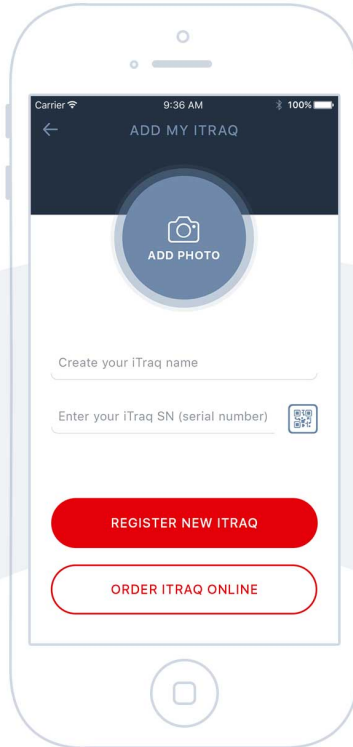 Carrier 9:36 AM 100%
ADD MY ITRAQ
ADD PHOTO
Create your iTraq name
Enter your iTraq SN (serial number)
REGISTER NEW ITRAQ
ORDER ITRAQ ONLINE